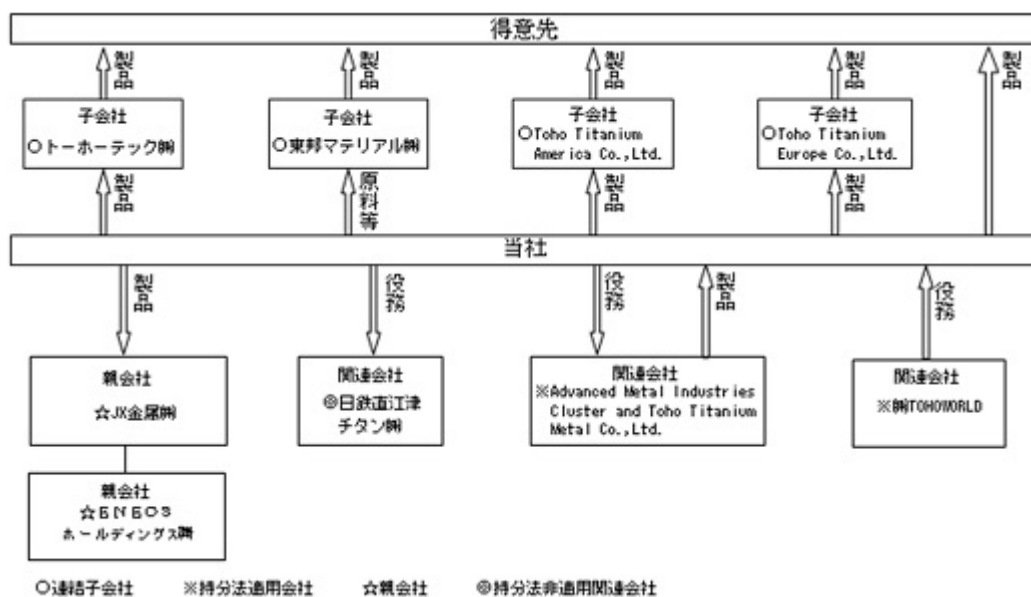 得意先
製品
製品
製品
製品
製品
子会社
○トーホーテック㈱
子会社
○東邦マテリアル㈱
子会社
○Toho Titanium
America Co.,Ltd.
子会社
○Toho Titanium
Europe Co.,Ltd.
製品
原料等
製品
製品
当社
製品
役務
役務
製品
役務
親会社
☆JX金属㈱
関連会社
◎日鉄直江津
チタン㈱
関連会社
※Advanced Metal Industries
Cluster and Toho Titanium
Metal Co.,Ltd.
関連会社
※㈱TOHOWORLD
親会社
☆ENEOS
ホールディングス㈱
○連結子会社 ※持分法適用会社 ☆親会社 ◎持分法非適用関連会社